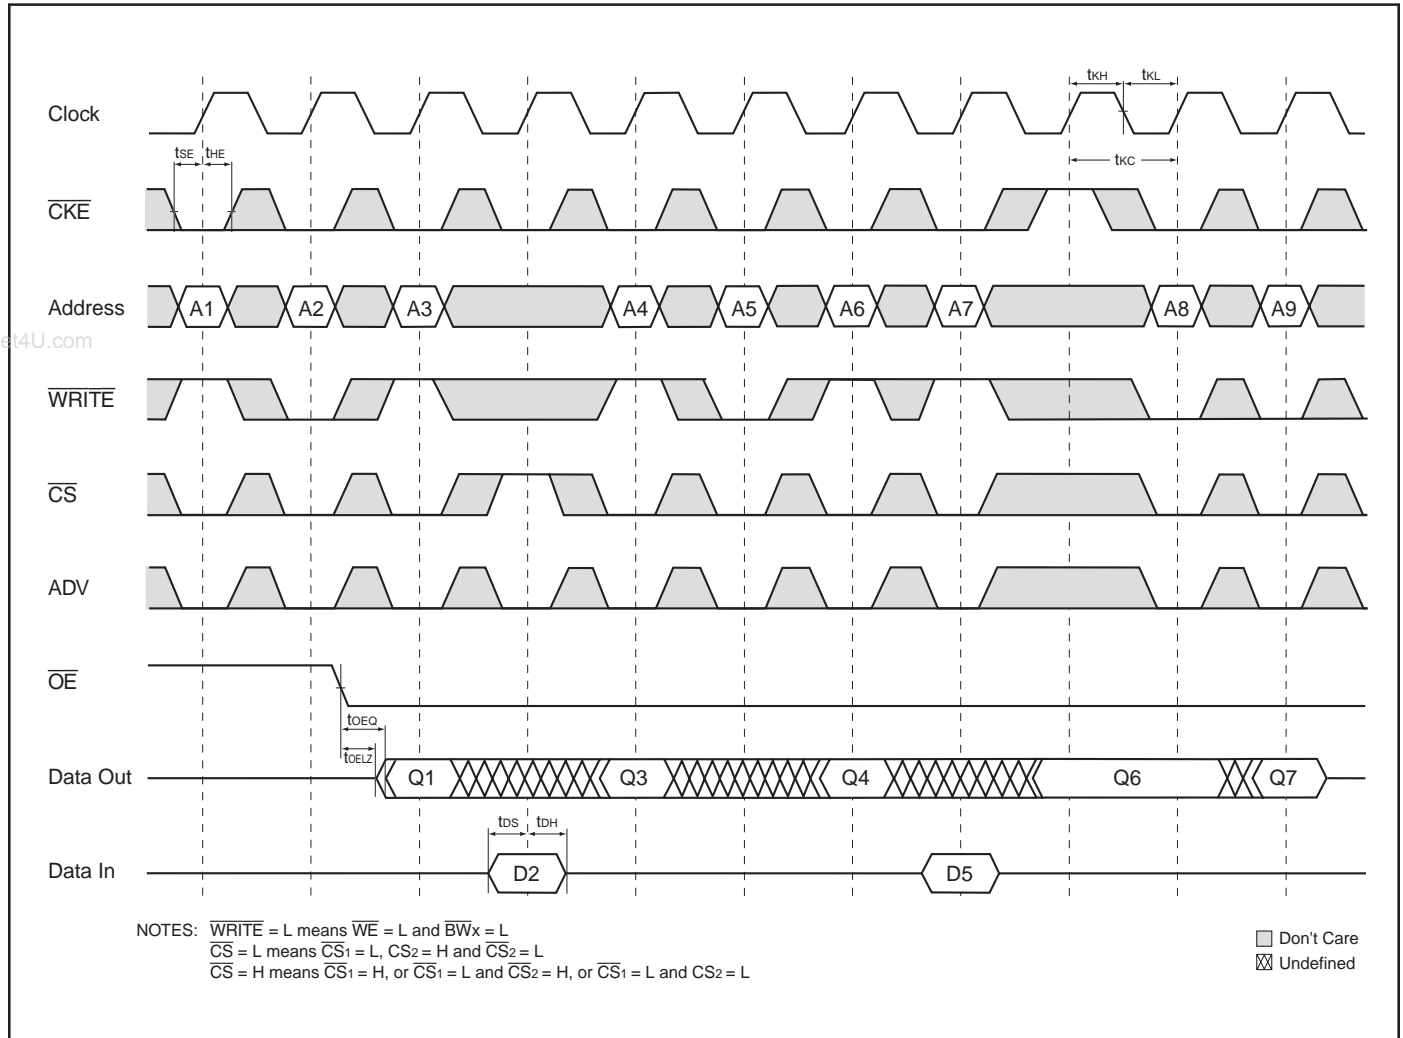 tKH tKL
Clock
tSE tHE
tKC
CKE
Address A1 A2 A3 A4 A5 A6 A7 A8 A9
et4U.com
WRITE
CS
ADV
OE
tOEQ
tOELZ
Data Out Q1 Q3 Q4 Q6 Q7
tDS tDH
Data In D2 D5
NOTES: WRITE = L means WE = L and BWx = L
CS = L means CS1 = L, CS2 = H and CS2 = L
CS = H means CS1 = H, or CS1 = L and CS2 = H, or CS1 = L and CS2 = L
Don't Care
Undefined